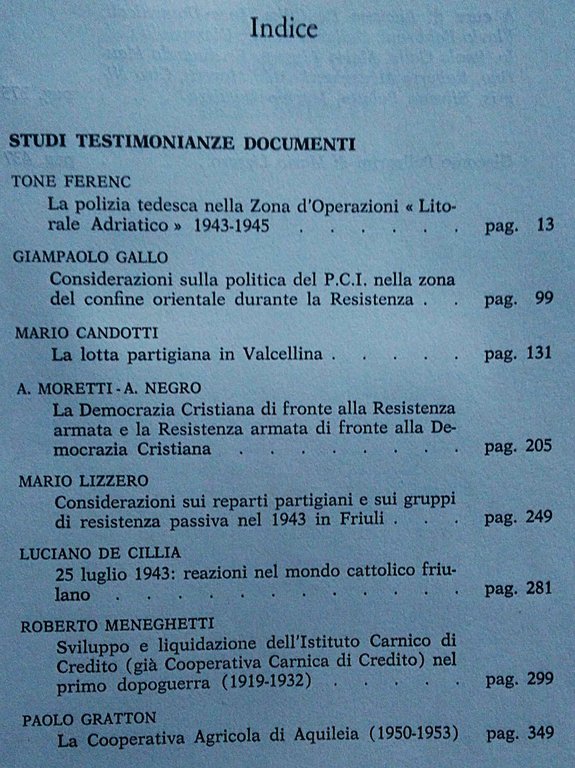 Indice
STUDI TESTIMONIANZE DOCUMENTI
TONE FERENC
La polizia tedesca nella Zona d'Operazioni « Lito-
rale Adriatico » 1943-1945 . . . . . . pag. 13
GIAMPAOLO GALLO
Considerazioni sulla politica del P.C.I. nella zona
del confine orientale durante la Resistenza . . pag. 99
MARIO CANDOTTI
La lotta partigiana in Valcellina . . . . . pag. 131
A. MORETTI - A. NEGRO
La Democrazia Cristiana di fronte alla Resistenza
armata e la Resistenza armata di fronte alla De-
mocrazia Cristiana . . . . . . . . pag. 205
MARIO LIZZERO
Considerazioni sui reparti partigiani e sui gruppi
di resistenza passiva nel 1943 in Friuli . . . pag. 249
LUCIANO DE CILLIA
25 luglio 1943: reazioni nel mondo cattolico friu-
lano . . . . . . . . . . . . pag. 281
ROBERTO MENEGHETTI
Sviluppo e liquidazione dell'Istituto Carnico di
Credito (già Cooperativa Carnica di Credito) nel
primo dopoguerra (1919-1932) . . . . . pag. 299
PAOLO GRATTON
La Cooperativa Agricola di Aquileia (1950-1953) pag. 349